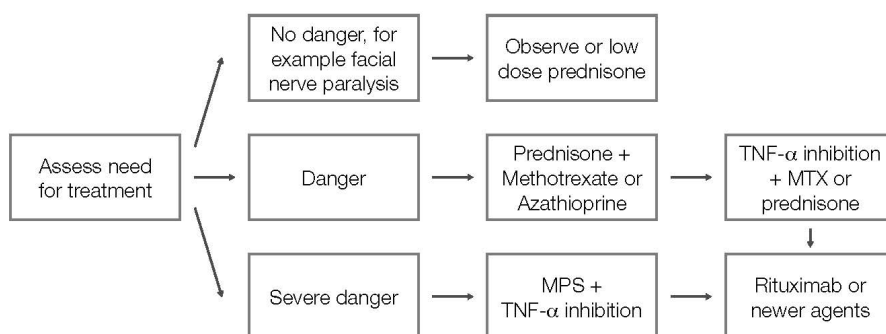 No danger, for
example facial
nerve paralysis
Observe or low
dose prednisone
Assess need
for treatment
Danger
Prednisone +
Methotrexate or
Azathioprine
TNF-α inhibition
+ MTX or
prednisone
Severe danger
MPS +
TNF-α inhibition
Rituximab or
newer agents